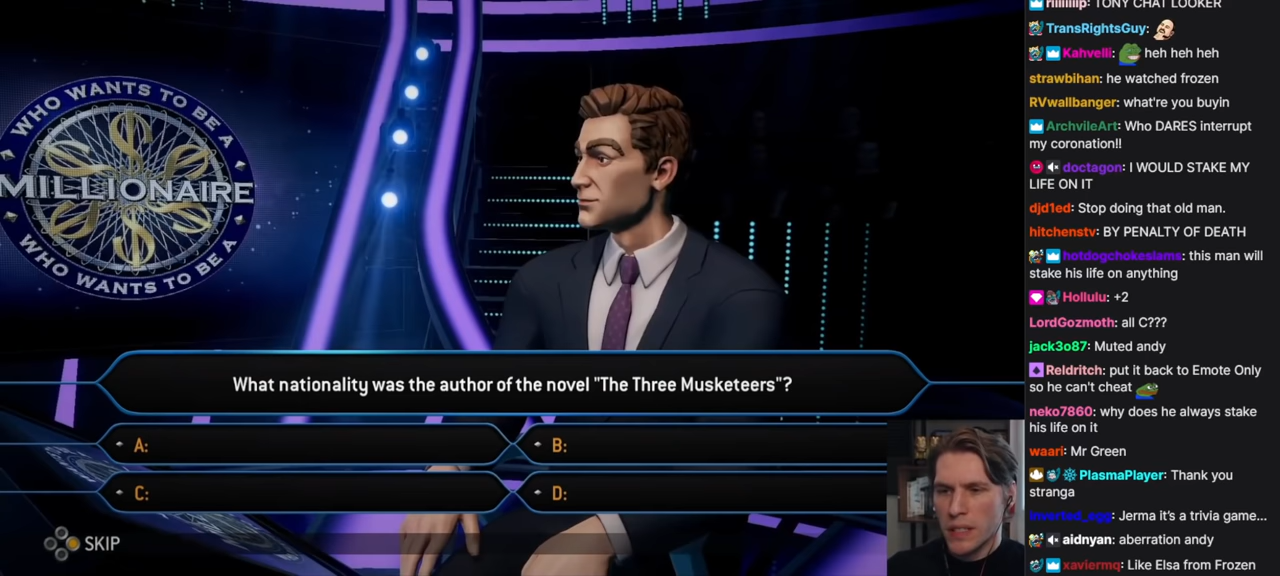 WHO WANTS TO BE A
MILLIONAIRE
WHO WANTS TO BE A
What nationality was the author of the novel "The Three Musketeers"?
A:
B:
C:
D:
SKIP
TONY CHAT LOOKER
TransRightsGuy:
Kahvelli: heh heh heh
strawbihan: he watched frozen
RVwallbanger: what're you buyin
ArchvileArt: Who DARES interrupt
my coronation!!
doctagon: I WOULD STAKE MY
LIFE ON IT
djd1ed: Stop doing that old man.
hitchenstv: BY PENALTY OF DEATH
hotdogchokeslams: this man will
stake his life on anything
Hollulu: +2
LordGozmoth: all C???
jack3o87: Muted andy
Reldritch: put it back to Emote Only
so he can't cheat
neko7860: why does he always stake
his life on it
waari: Mr Green
PlasmaPlayer: Thank you
stranga
inverted_egg: Jerma it's a trivia game...
aidnyan: aberration andy
xaviermq: Like Elsa from Frozen